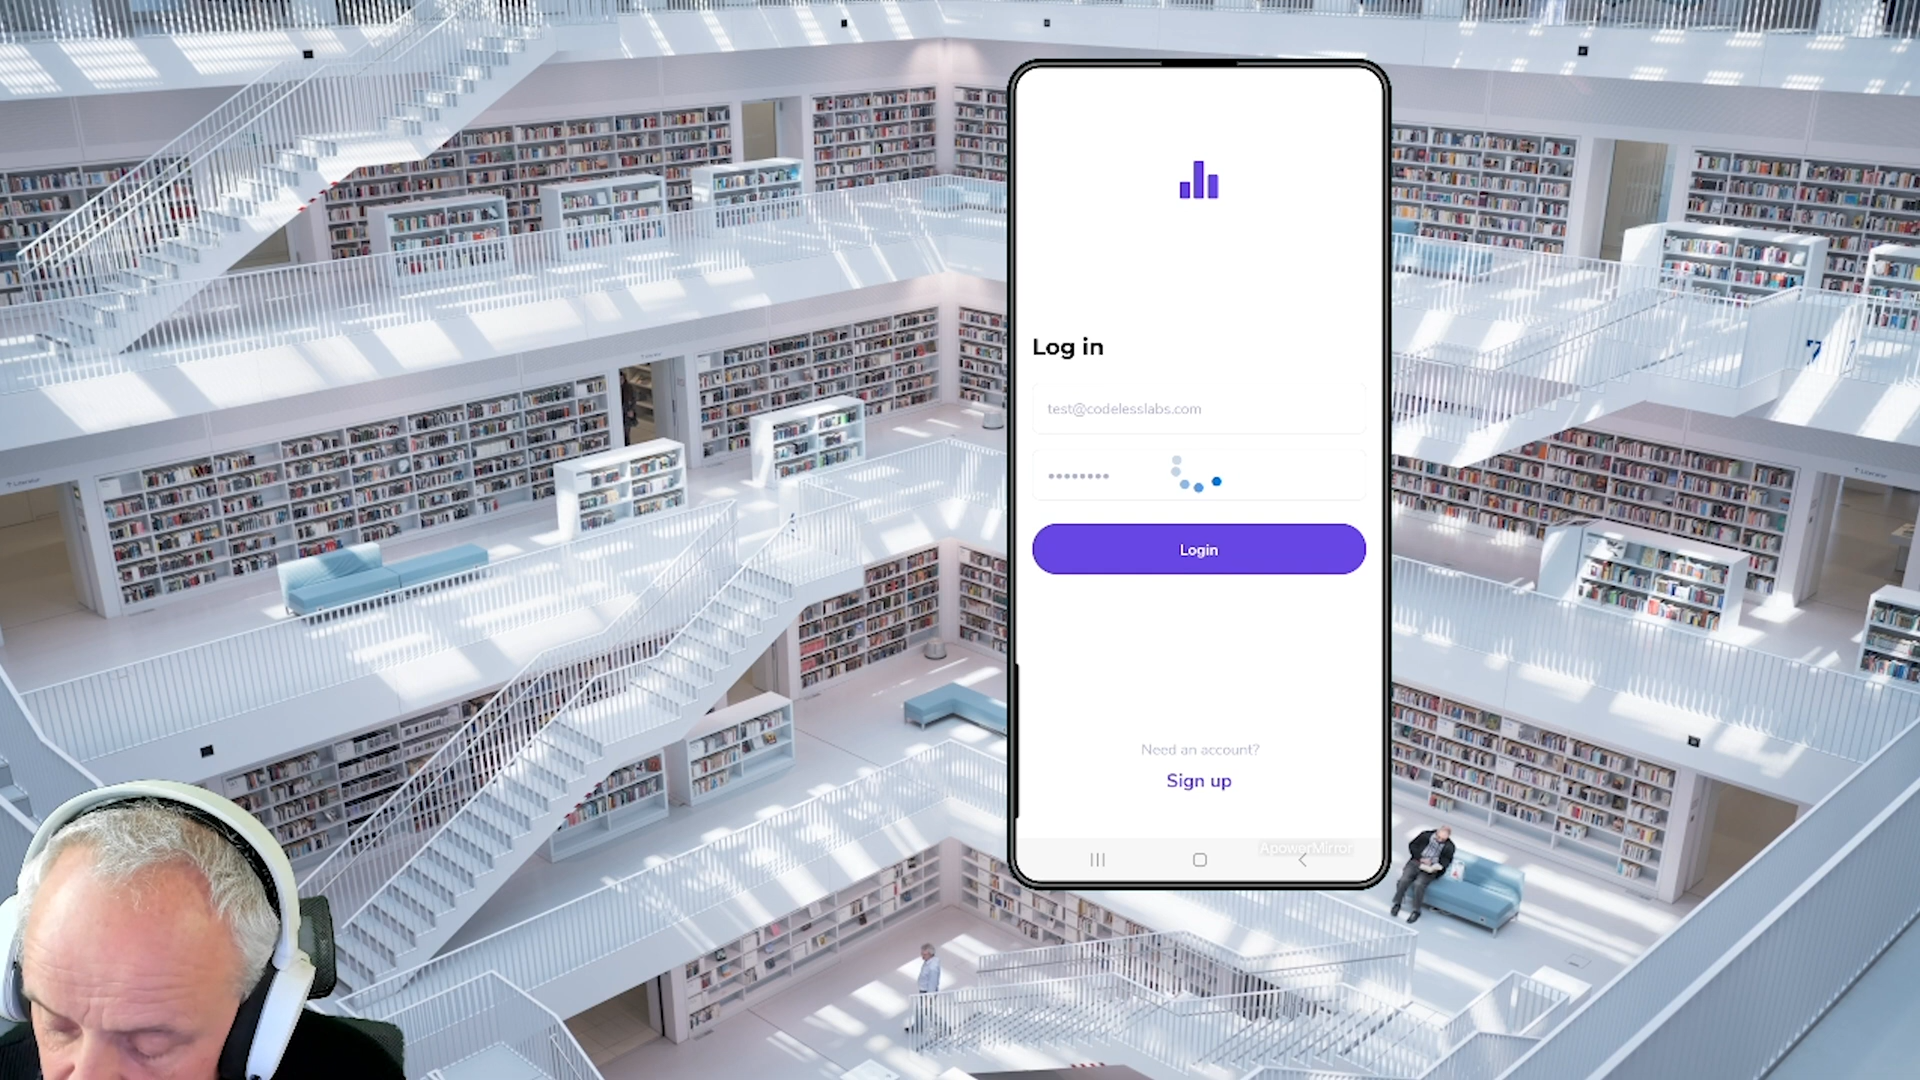 Log in
test@codelesslabs.com
••••••••
Login
Need an account?
Sign up
ApowerMirror